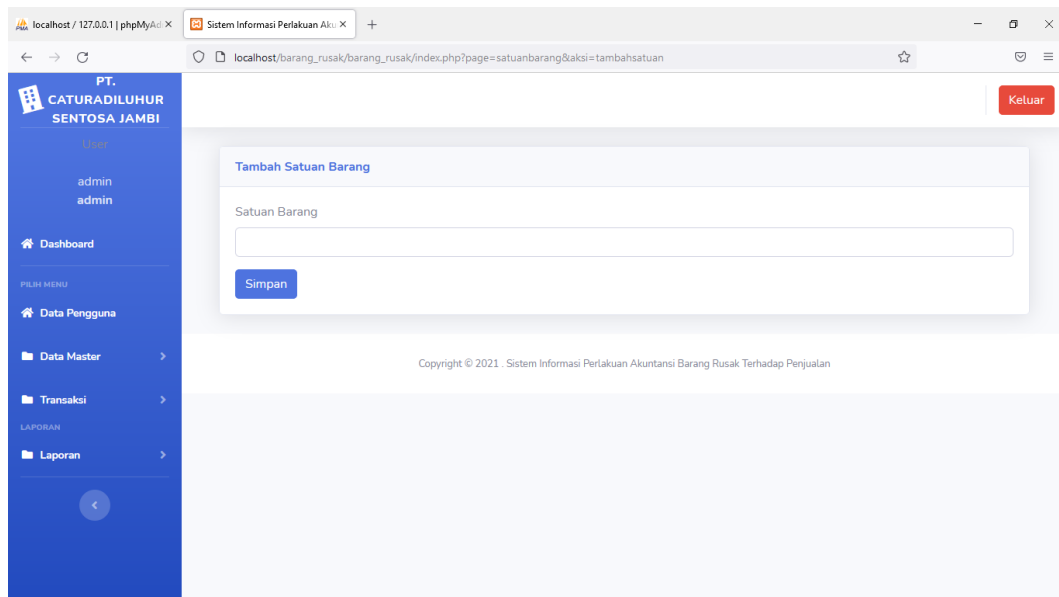 localhost / 127.0.0.1 | phpMyAd
Sistem Informasi Perlakuan Aku
localhost/barang_rusak/barang_rusak/index.php?page=satuanbarang&aksi=tambahsatuan
PT.
CATURADILUHUR
SENTOSA JAMBI
Keluar
User
admin
admin
Dashboard
PILIH MENU
Data Pengguna
Data Master
Transaksi
LAPORAN
Laporan
Tambah Satuan Barang
Satuan Barang
Simpan
Copyright © 2021 . Sistem Informasi Perlakuan Akuntansi Barang Rusak Terhadap Penjualan